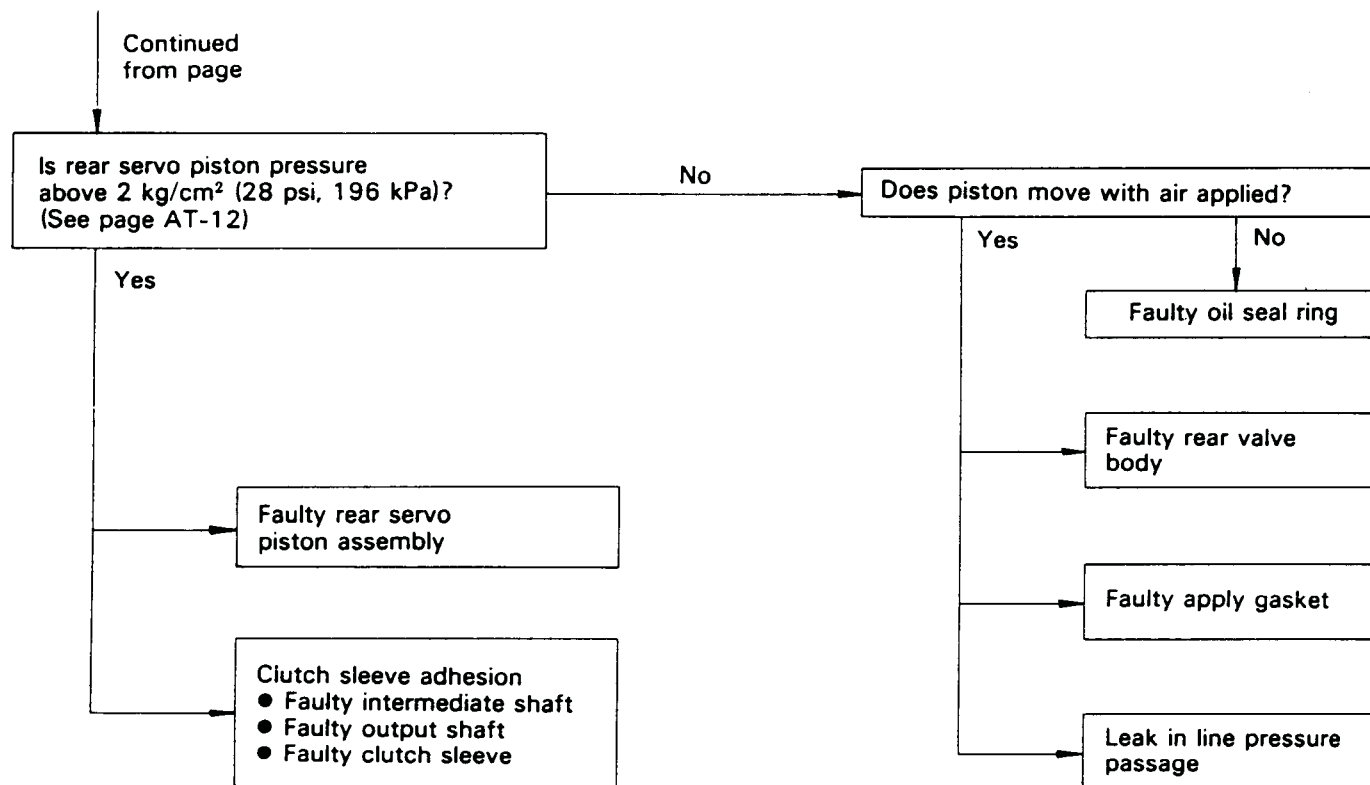 Continued
from page
Is rear servo piston pressure
above 2 kg/cm² (28 psi, 196 kPa)?
(See page AT-12)
No
Does piston move with air applied?
Yes
No
Yes
Faulty oil seal ring
Faulty rear valve
body
Faulty rear servo
piston assembly
Faulty apply gasket
Clutch sleeve adhesion
● Faulty intermediate shaft
● Faulty output shaft
● Faulty clutch sleeve
Leak in line pressure
passage